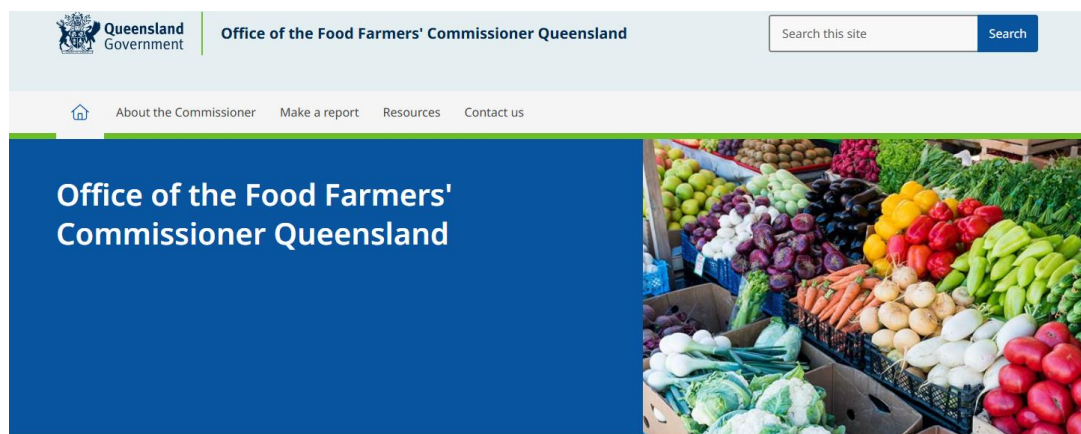 Queensland
Government
Office of the Food Farmers' Commissioner Queensland
Search this site
Search
About the Commissioner
Make a report
Resources
Contact us
Office of the Food Farmers'
Commissioner Queensland